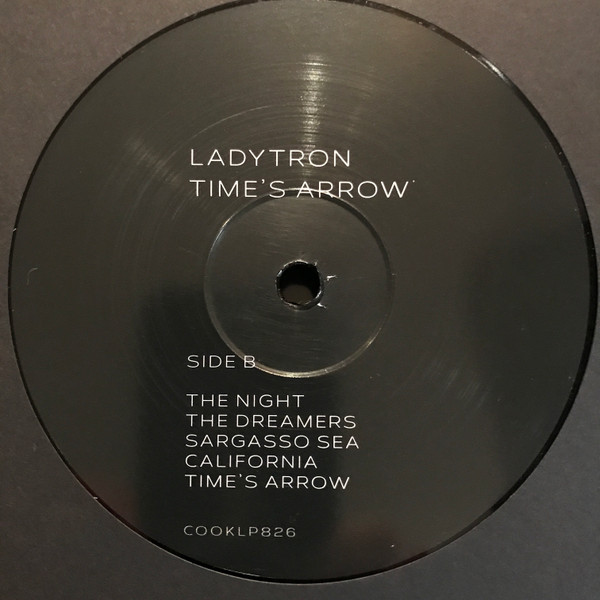 LADYTRON
TIME'S ARROW
SIDE B
THE NIGHT
THE DREAMERS
SARGASSO SEA
CALIFORNIA
TIME'S ARROW
COOKLP826